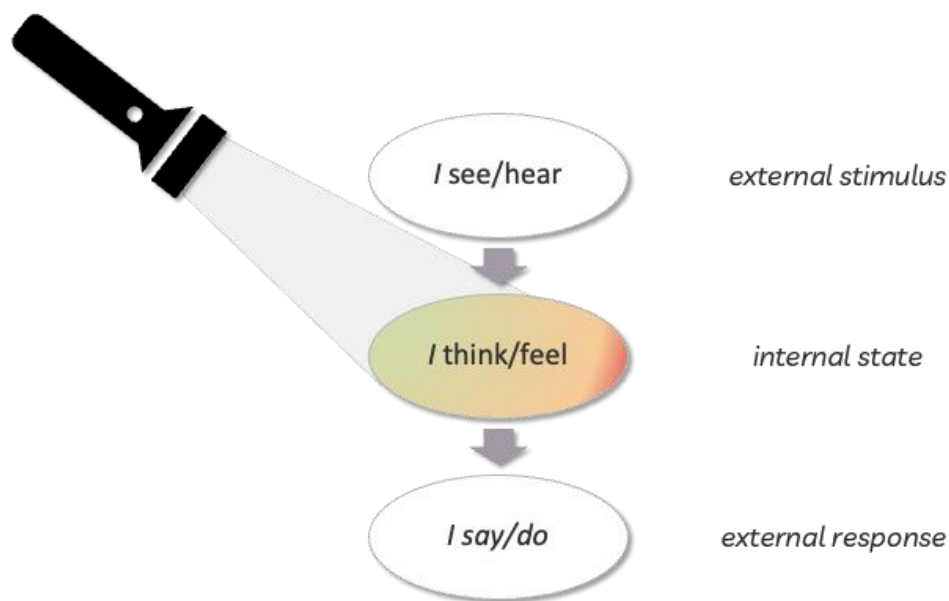 I see/hear
external stimulus
I think/feel
internal state
I say/do
external response